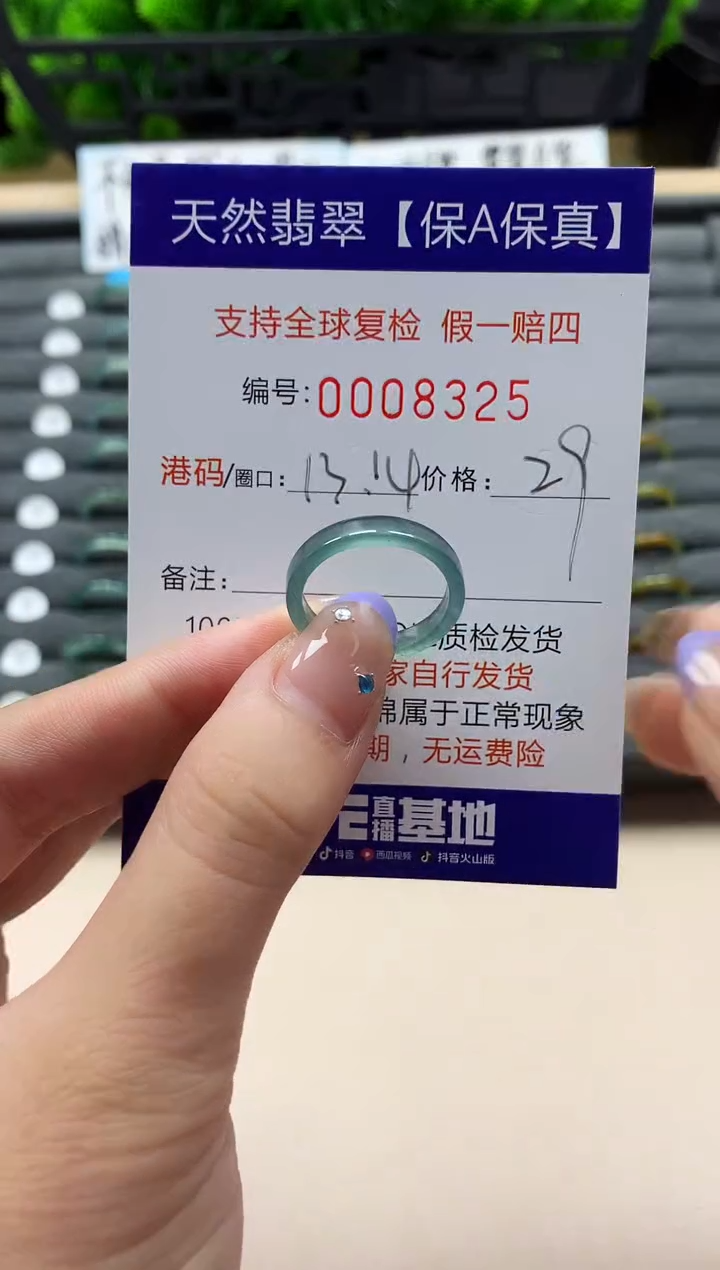 天然翡翠【保A保真】
支持全球复检 假一赔四
编号:0008325
港码/圈口: 13.14 价格: 29
备注:
质检发货
家自行发货
棉属于正常现象
期，无运费险
直播基地
抖音 西瓜视频 抖音火山版